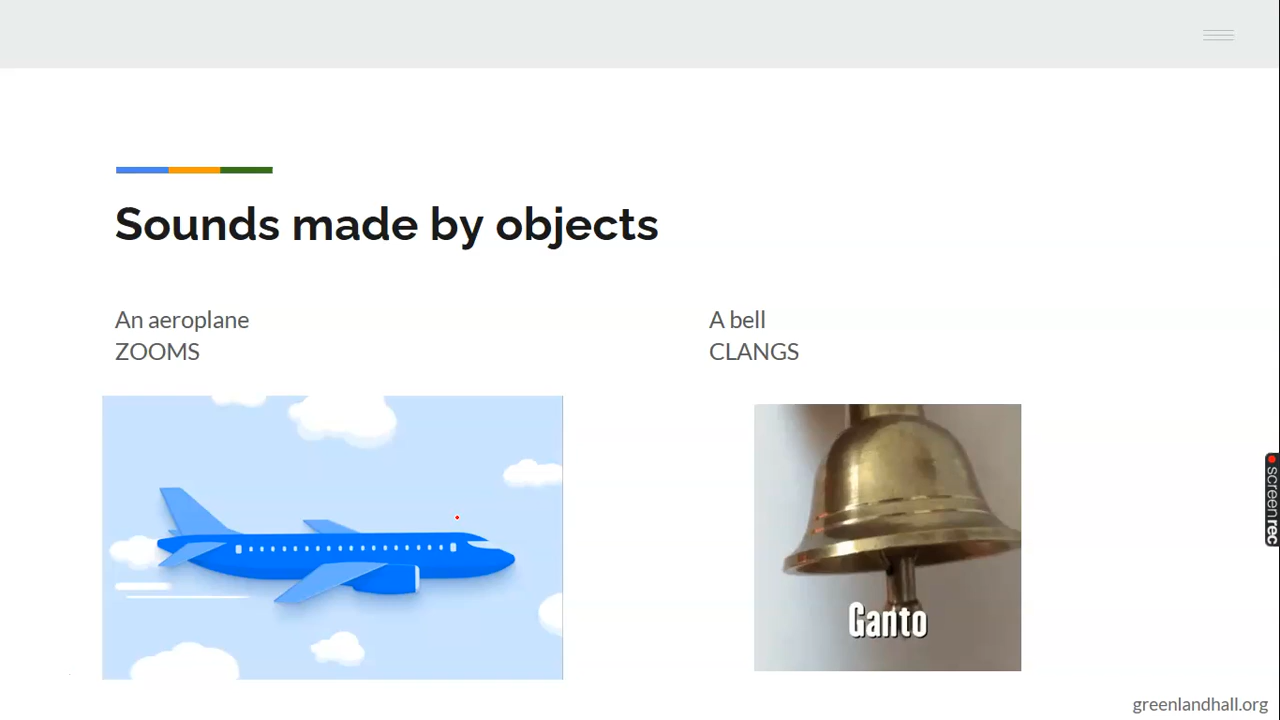 Sounds made by objects
An aeroplane
ZOOMS
A bell
CLANGS
Ganto
screenrec
greenlandhall.org